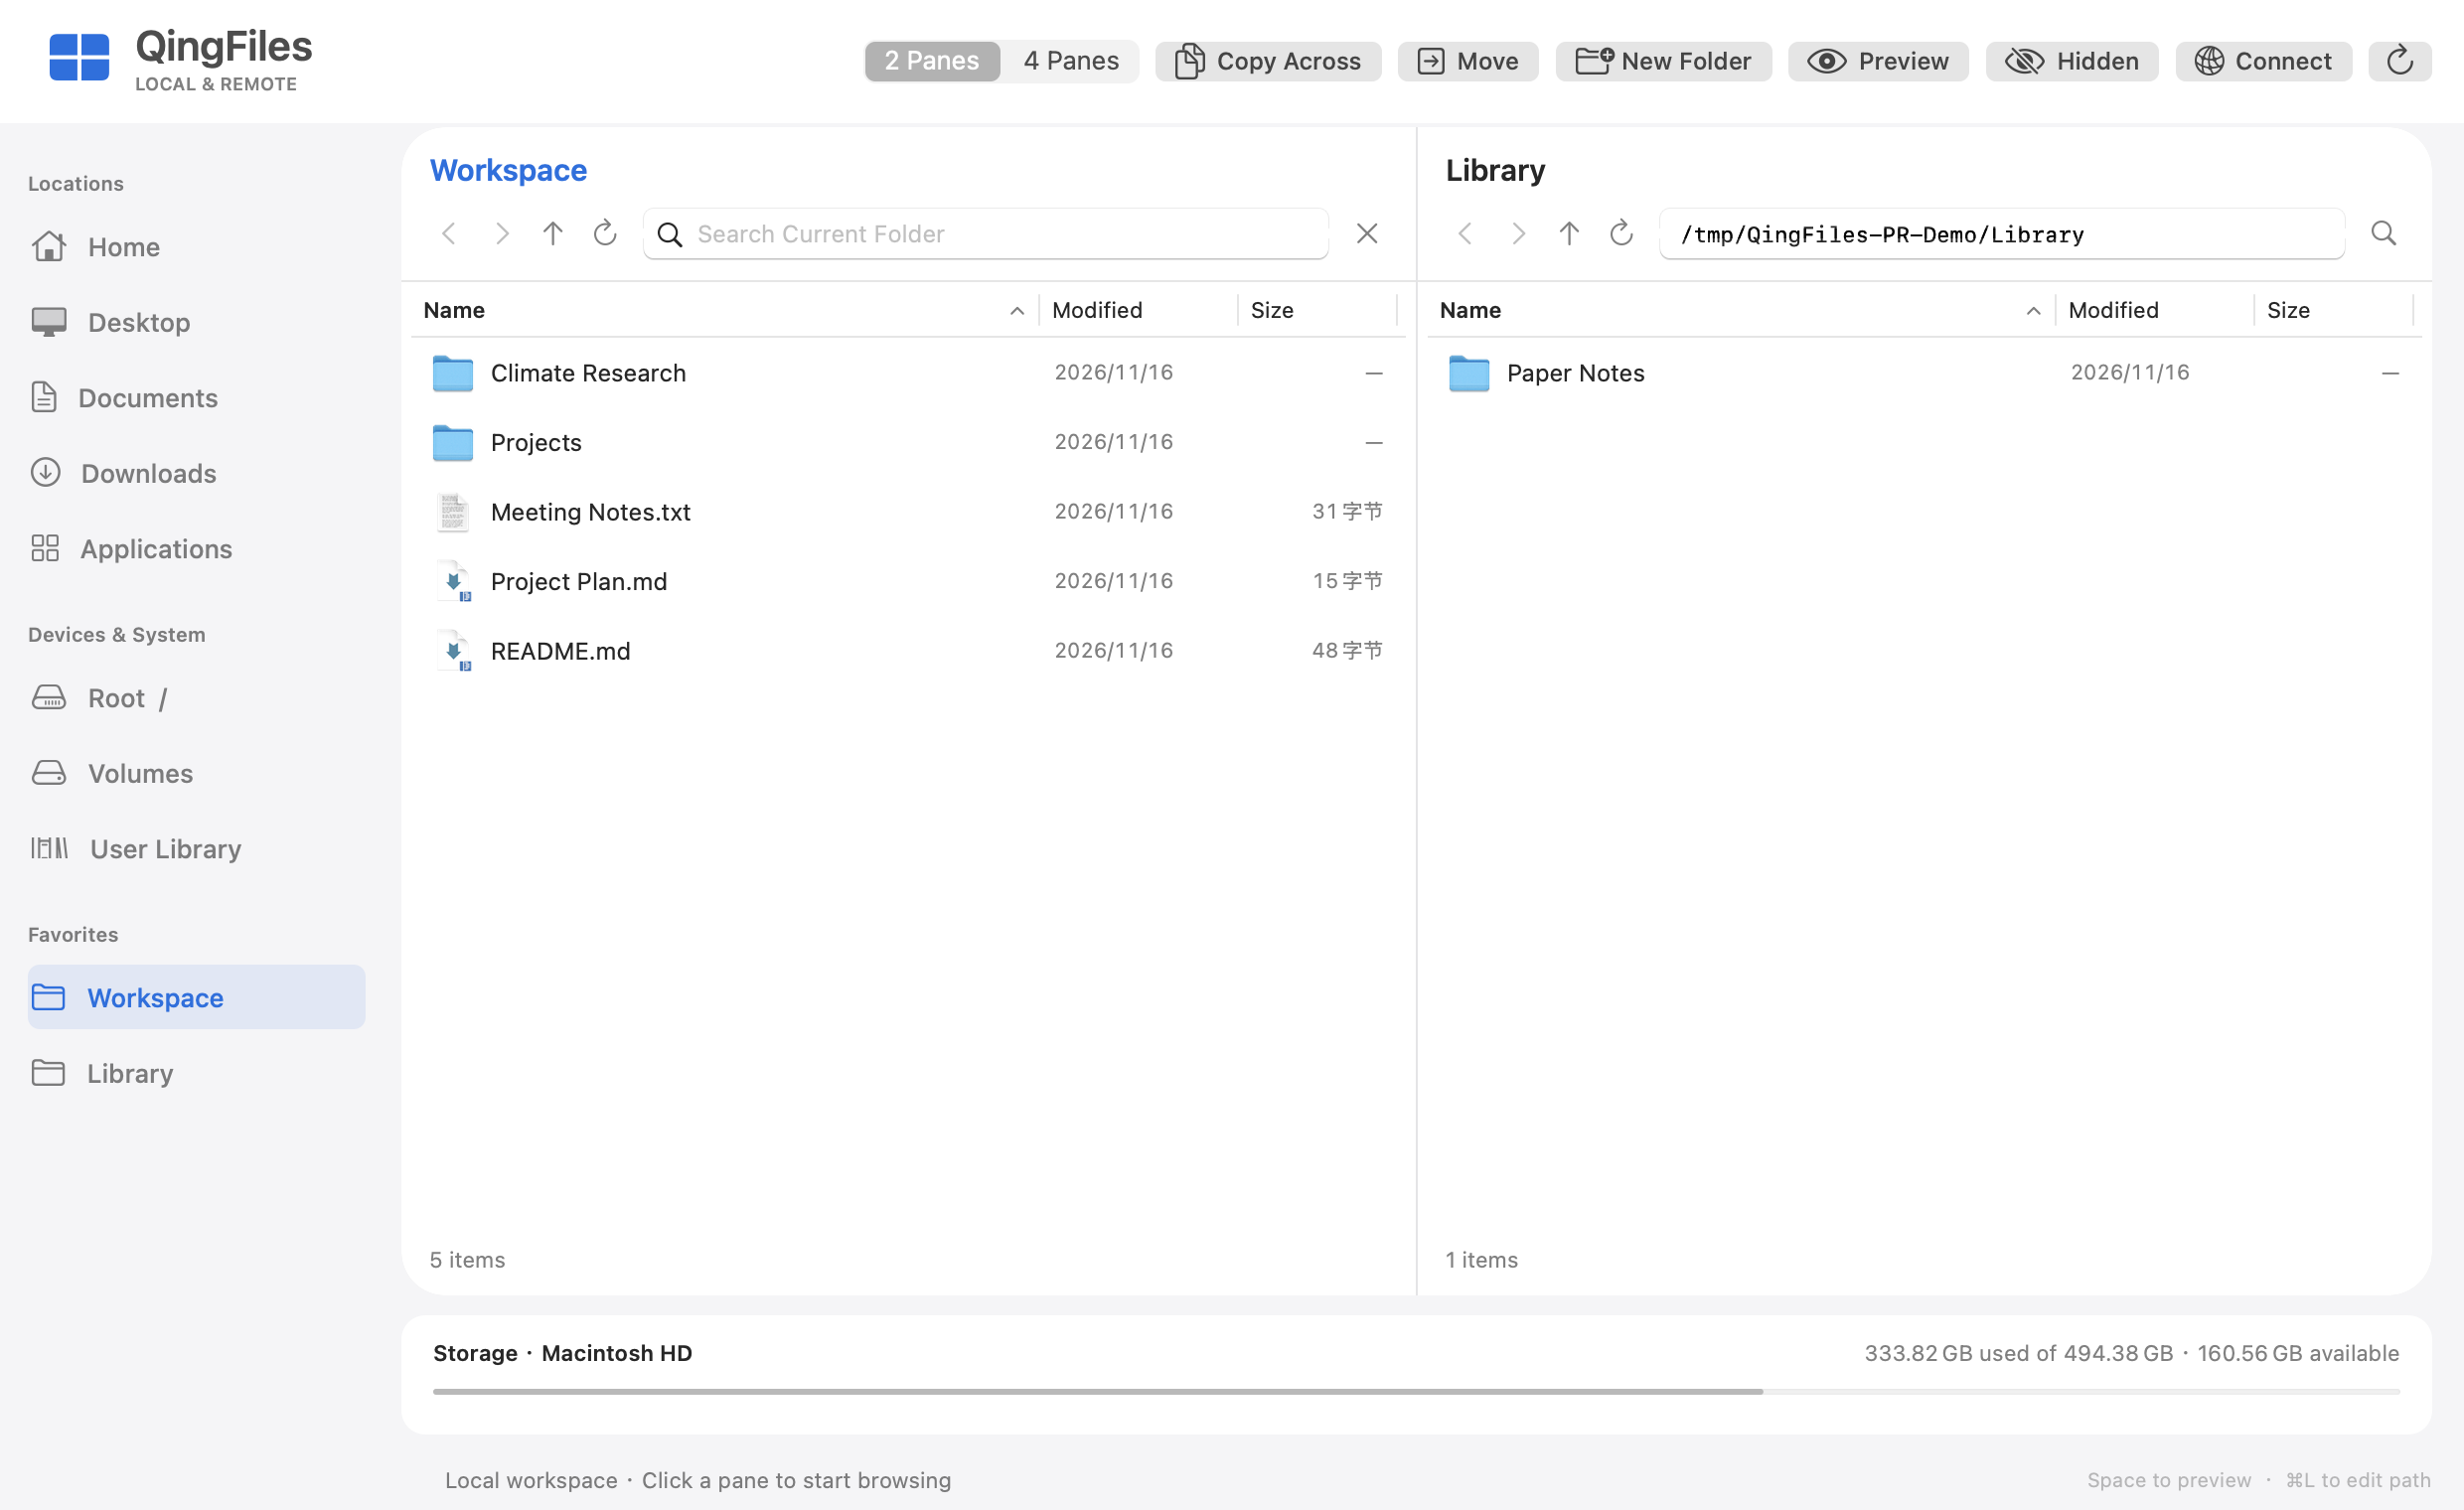 QingFiles
LOCAL & REMOTE
2 Panes
4 Panes
Copy Across
Move
New Folder
Preview
Hidden
Connect
Locations
Home
Desktop
Documents
Downloads
Applications
Devices & System
Root /
Volumes
User Library
Favorites
Workspace
Library
Workspace
Search Current Folder
Name Modified Size
Climate Research 2026/11/16 —
Projects 2026/11/16 —
Meeting Notes.txt 2026/11/16 31 字节
Project Plan.md 2026/11/16 15 字节
README.md 2026/11/16 48 字节
5 items
Library
/tmp/QingFiles-PR-Demo/Library
Name Modified Size
Paper Notes 2026/11/16 —
1 items
Storage · Macintosh HD
333.82 GB used of 494.38 GB · 160.56 GB available
Local workspace · Click a pane to start browsing
Space to preview · ⌘L to edit path